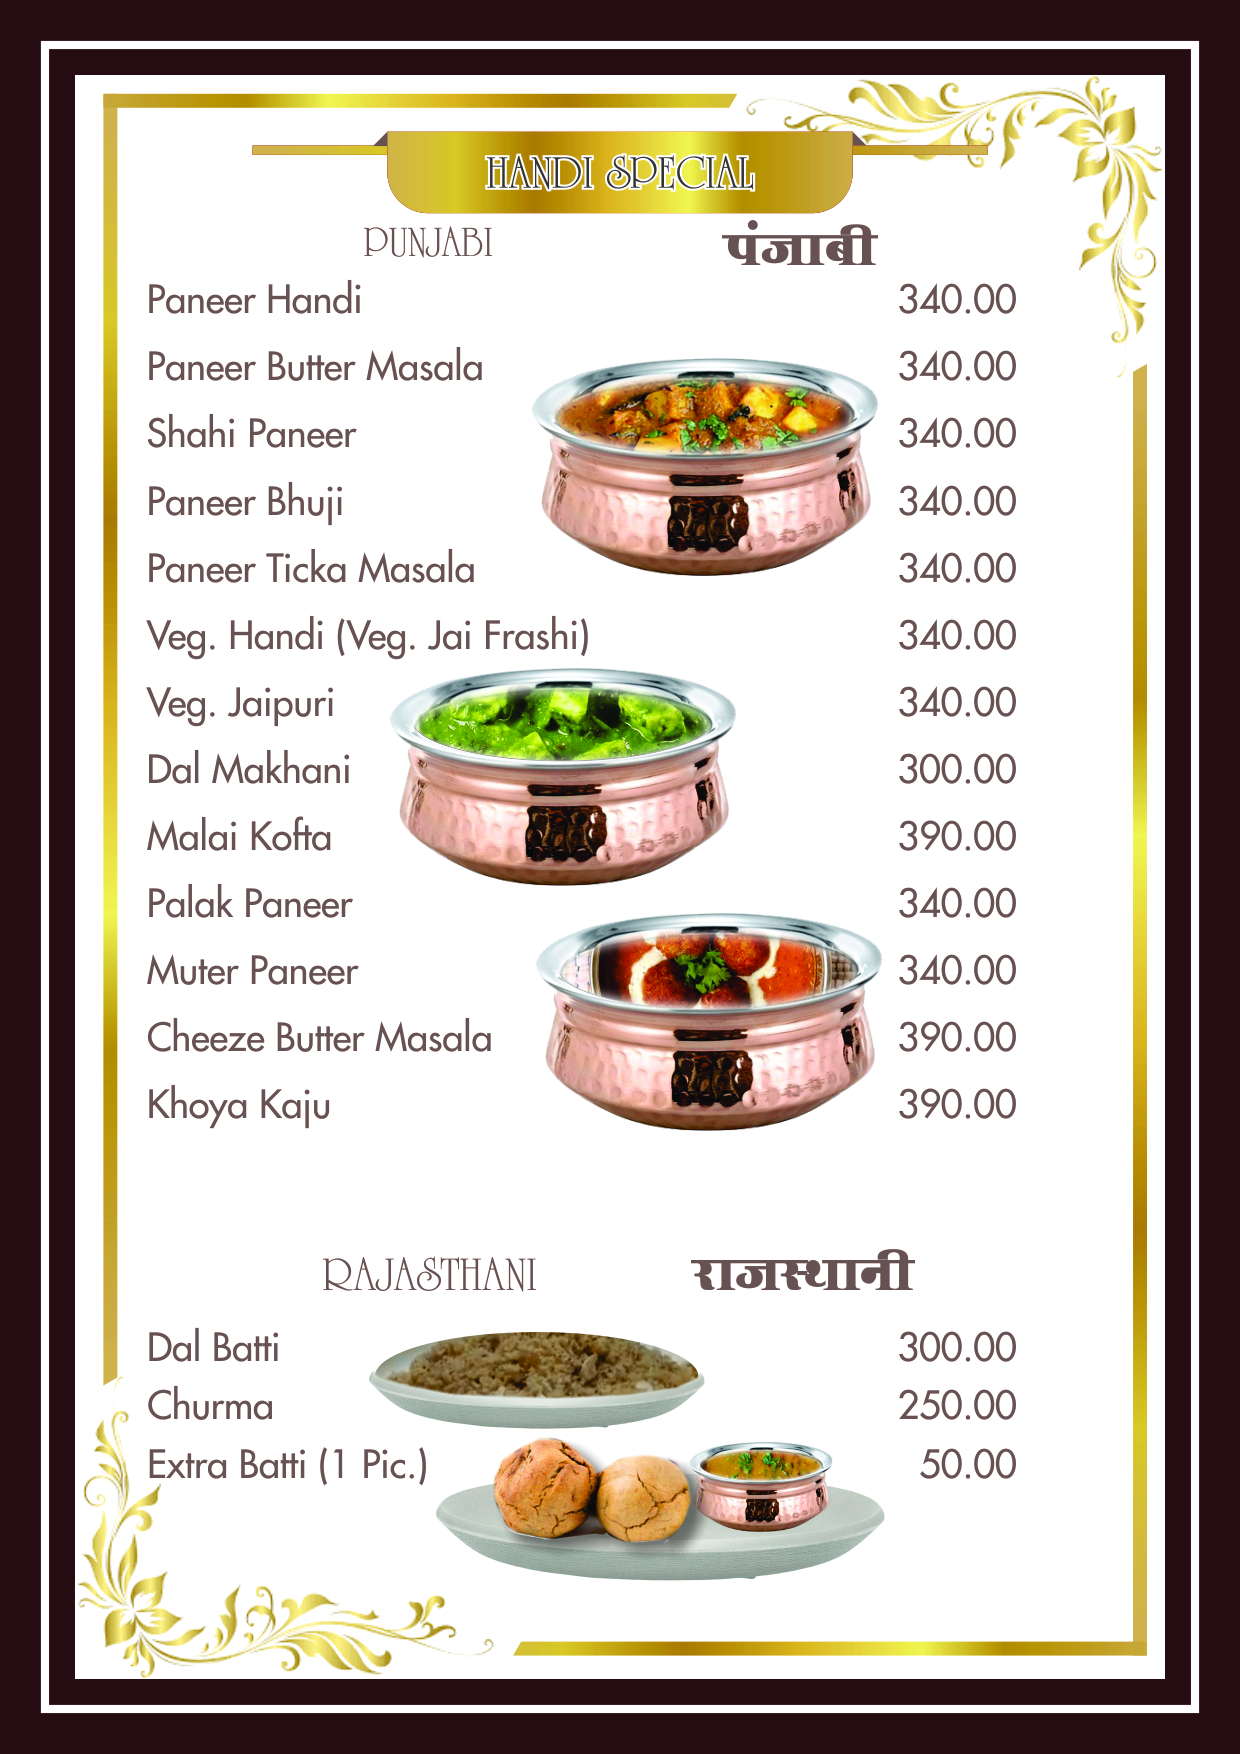 HANDI SPECIAL
PUNJABI पंजाबी
Paneer Handi 340.00
Paneer Butter Masala 340.00
Shahi Paneer 340.00
Paneer Bhuji 340.00
Paneer Ticka Masala 340.00
Veg. Handi (Veg. Jai Frashi) 340.00
Veg. Jaipuri 340.00
Dal Makhani 300.00
Malai Kofta 390.00
Palak Paneer 340.00
Muter Paneer 340.00
Cheeze Butter Masala 390.00
Khoya Kaju 390.00
RAJASTHANI राजस्थानी
Dal Batti 300.00
Churma 250.00
Extra Batti (1 Pic.) 50.00